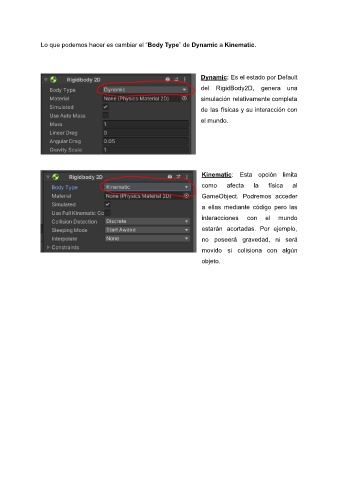 Lo que podemos hacer es cambiar el "Body Type" de Dynamic a Kinematic.
Rigidbody 2D
Body Type Dynamic
Material None (Physics Material 2D)
Simulated
Use Auto Mass
Mass 1
Linear Drag 0
Angular Drag 0.05
Gravity Scale 1
Dynamic: Es el estado por Default
del RigidBody2D, genera una
simulación relativamente completa
de las físicas y su interacción con
el mundo.
Rigidbody 2D
Body Type Kinematic
Material None (Physics Material 2D)
Simulated
Use Full Kinematic Co
Collision Detection Discrete
Sleeping Mode Start Awake
Interpolate None
Constraints
Kinematic: Esta opción limita
como afecta la física al
GameObject. Podremos acceder
a ellas mediante código pero las
interacciones con el mundo
estarán acortadas. Por ejemplo,
no poseerá gravedad, ni será
movido si colisiona con algún
objeto.